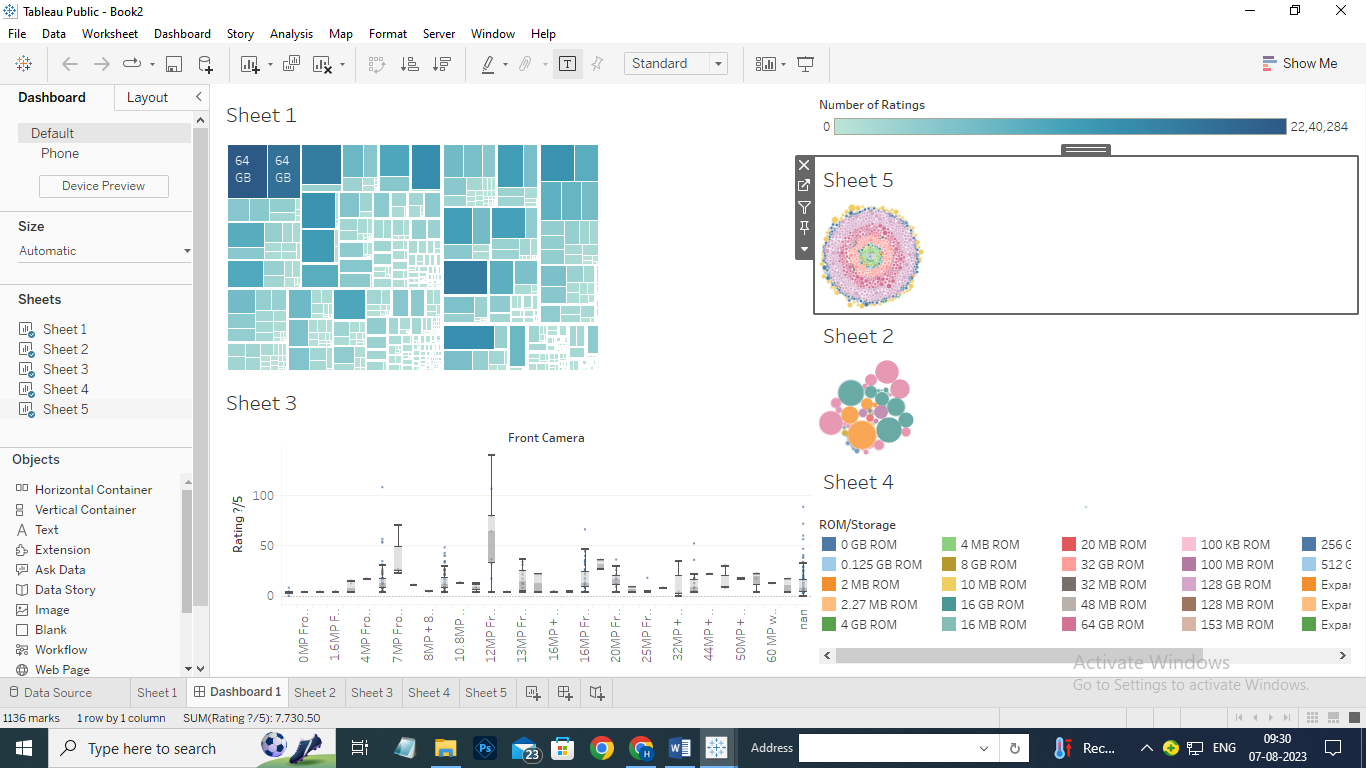 Tableau Public - Book2
File Data Worksheet Dashboard Story Analysis Map Format Server Window Help
Standard
Show Me
Dashboard Layout
Default
Phone
Device Preview
Size
Automatic
Sheets
Sheet 1
Sheet 2
Sheet 3
Sheet 4
Sheet 5
Objects
Horizontal Container
Vertical Container
Text
Extension
Ask Data
Data Story
Image
Blank
Workflow
Web Page
Sheet 1
64 GB
64 GB
Sheet 3
Front Camera
Rating ?/5
100
50
0
0MP Fro..
1.6MP F..
4MP Fro..
7MP Fro..
8MP + 8..
10.8MP
12MP Fr..
13MP Fr..
16MP + ..
16MP Fr..
20MP Fr..
25MP Fr..
32MP + ..
44MP + ..
50MP + ..
60 MP w..
nan
Number of Ratings
0 22,40,284
Sheet 5
Sheet 2
Sheet 4
ROM/Storage
0 GB ROM 4 MB ROM 20 MB ROM 100 KB ROM 256 G
0.125 GB ROM 8 GB ROM 32 GB ROM 100 MB ROM 512 G
2 MB ROM 10 MB ROM 32 MB ROM 128 GB ROM Expar
2.27 MB ROM 16 GB ROM 48 MB ROM 128 MB ROM Expar
4 GB ROM 16 MB ROM 64 GB ROM 153 MB ROM Expar
Activate Windows
Go to Settings to activate Windows.
Data Source Sheet 1 Dashboard 1 Sheet 2 Sheet 3 Sheet 4 Sheet 5
1136 marks 1 row by 1 column SUM(Rating ?/5): 7,730.50
Type here to search
Ps
23
H
W
Address
Rec...
ENG
09:30
07-08-2023